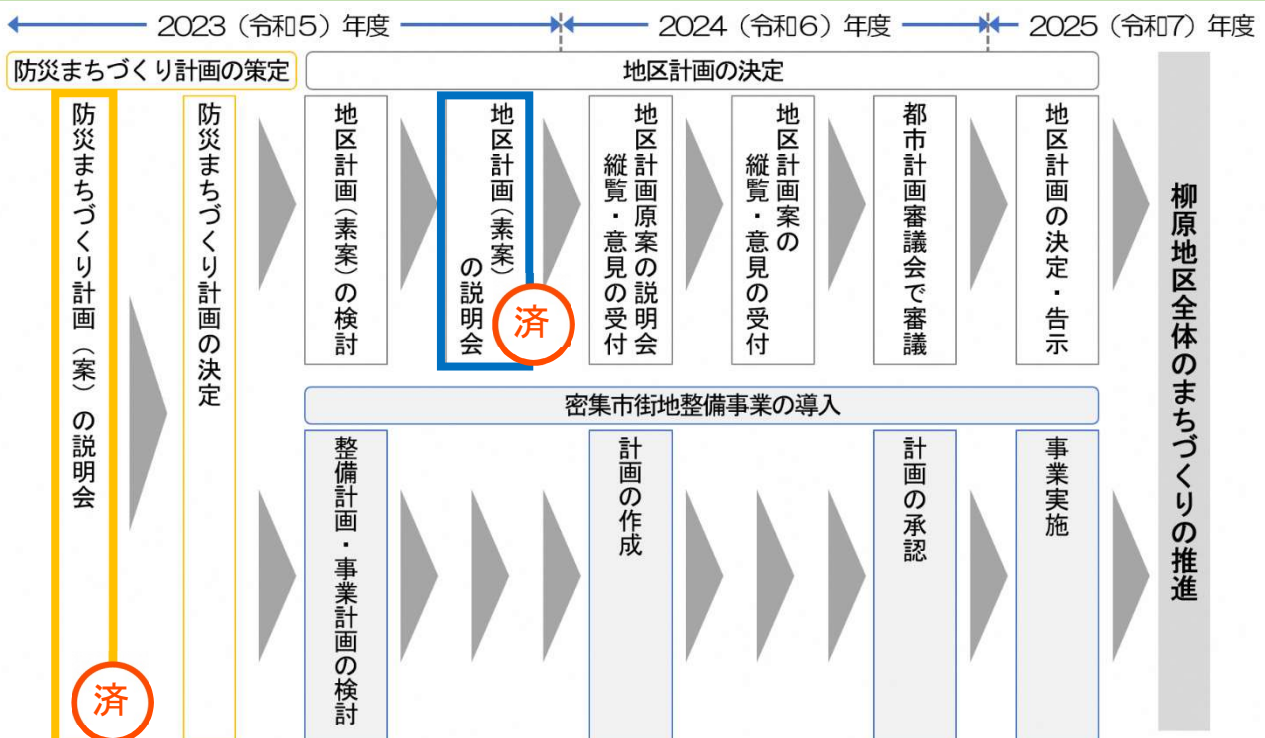 2023（令和5）年度
2024（令和6）年度
2025（令和7）年度
防災まちづくり計画の策定
地区計画の決定
防災まちづくり計画（案）の説明会
済
防災まちづくり計画の決定
地区計画（素案）の検討
地区計画（素案）
の説明会
済
地区計画原案の説明会
縦覧・意見の受付
地区計画案の
縦覧・意見の受付
都市計画審議会で審議
地区計画の決定・告示
密集市街地整備事業の導入
整備計画・事業計画の検討
計画の作成
計画の承認
事業実施
柳原地区全体のまちづくりの推進